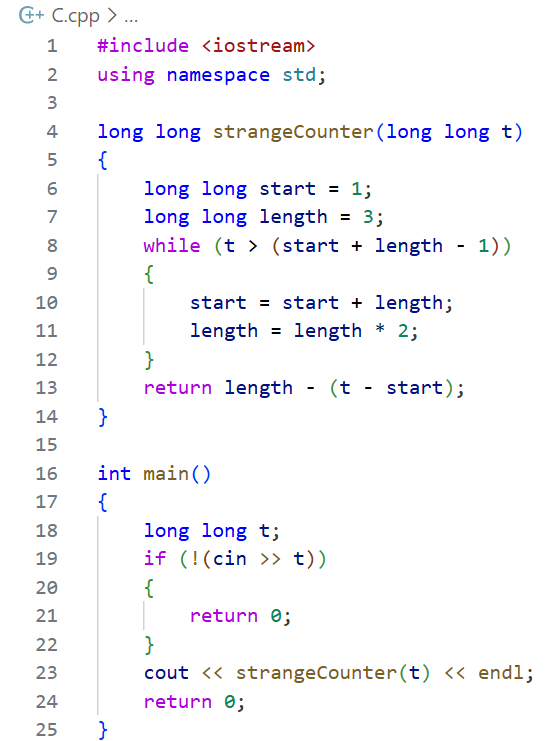 C++ C.cpp > ...
1 #include <iostream>
2 using namespace std;
3
4 long long strangeCounter(long long t)
5 {
6     long long start = 1;
7     long long length = 3;
8     while (t > (start + length - 1))
9     {
10         start = start + length;
11         length = length * 2;
12     }
13     return length - (t - start);
14 }
15
16 int main()
17 {
18     long long t;
19     if (!(cin >> t))
20     {
21         return 0;
22     }
23     cout << strangeCounter(t) << endl;
24     return 0;
25 }